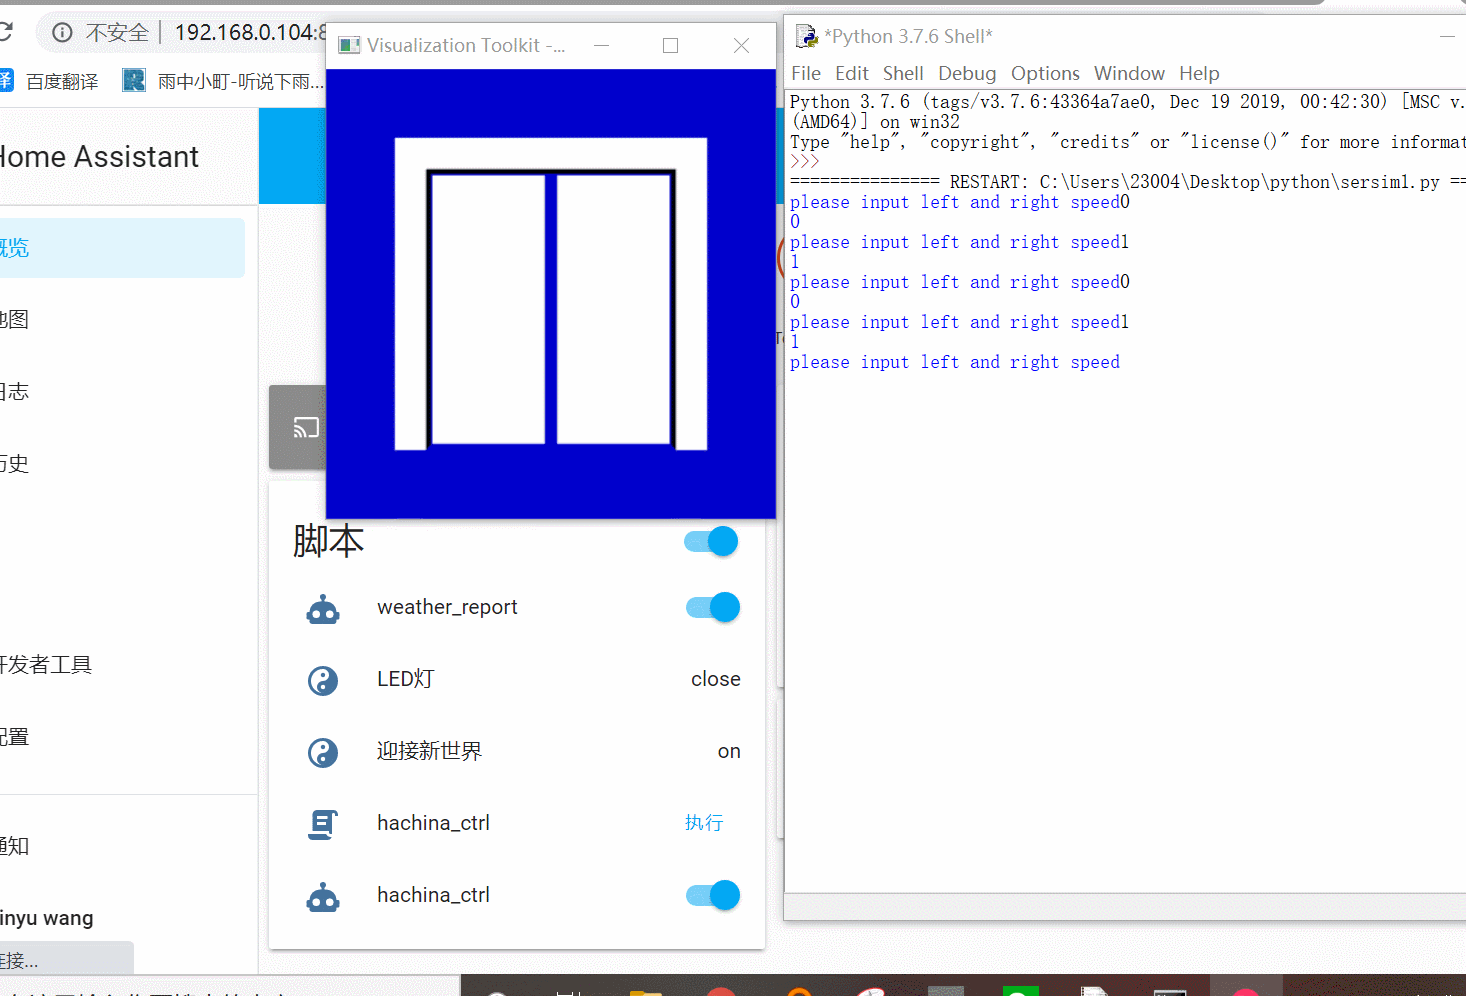 不安全 | 192.168.0.104:8
百度翻译
雨中小町-听说下雨...
Home Assistant
概览
地图
日志
历史
开发者工具
配置
通知
inyu wang
连接...
Visualization Toolkit -...
脚本
weather_report
LED灯 close
迎接新世界 on
hachina_ctrl 执行
hachina_ctrl
*Python 3.7.6 Shell*
File Edit Shell Debug Options Window Help
Python 3.7.6 (tags/v3.7.6:43364a7ae0, Dec 19 2019, 00:42:30) [MSC v.
(AMD64)] on win32
Type "help", "copyright", "credits" or "license()" for more informat
>>>
=============== RESTART: C:\Users\23004\Desktop\python\sersim1.py ==
please input left and right speed0
0
please input left and right speed1
1
please input left and right speed0
0
please input left and right speed1
1
please input left and right speed